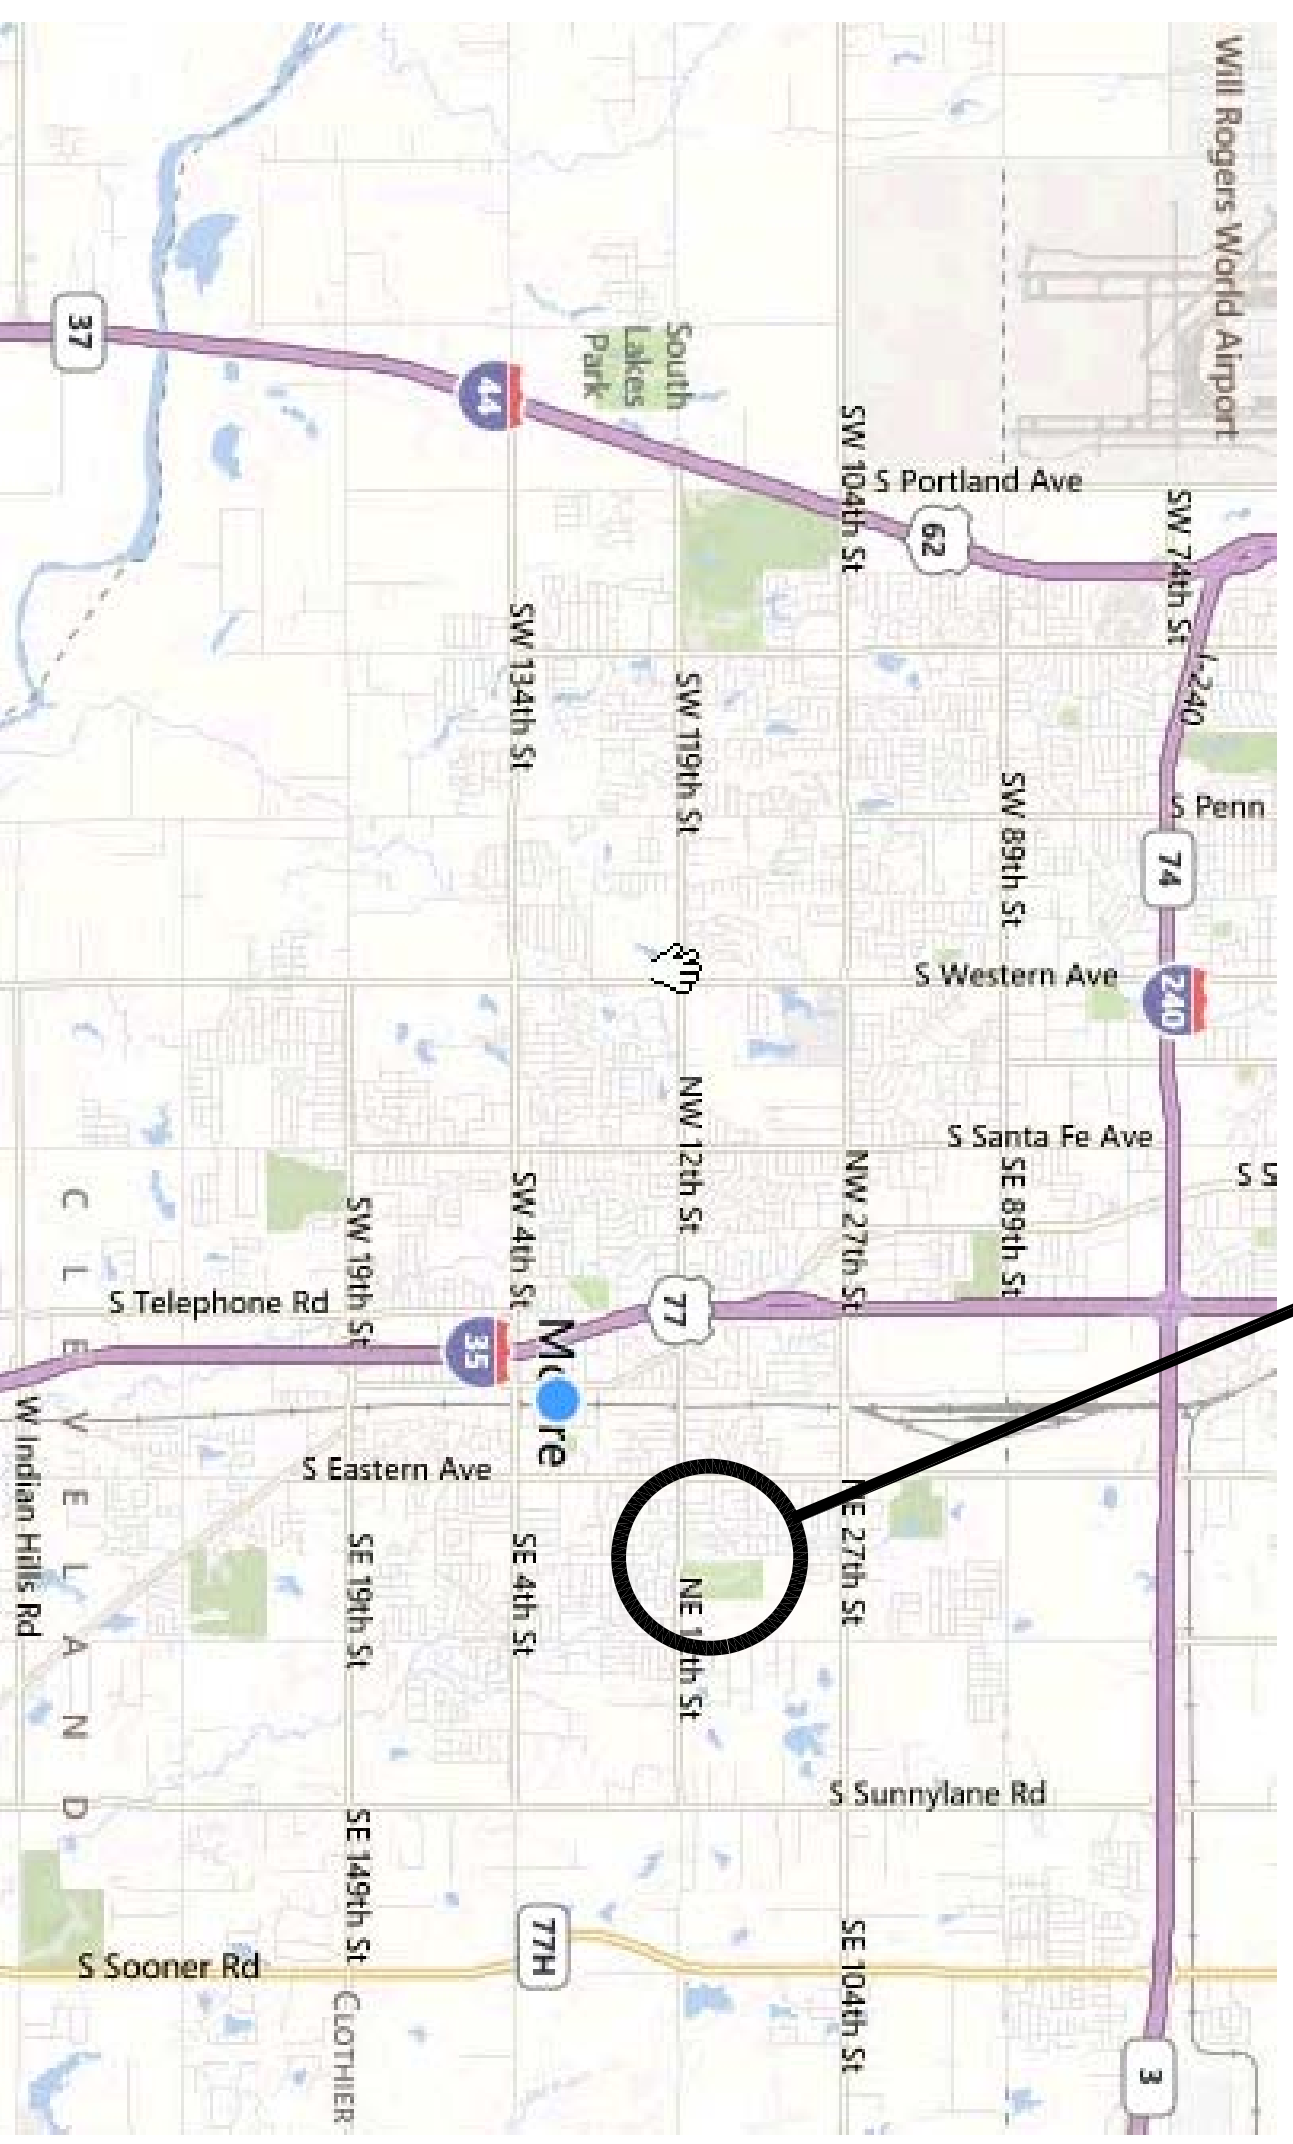 Will Rogers World Airport
37
44
South
Lakes
Park
SW 104th St
S Portland Ave
62
SW 74th St
I-240
SW 134th St
SW 119th St
SW 89th St
S Penn
74
S Western Ave
240
NW 12th St
S Santa Fe Ave
S S
SE 89th St
NW 27th St
SW 4th St
SW 19th St
S Telephone Rd
77
35
S Eastern Ave
W Indian Hills Rd
CLEVELAND
SE 19th St
SE 4th St
NE 27th St
S Sunnylane Rd
SE 149th St
77H
SE 104th St
S Sooner Rd
CLOTHIER
3